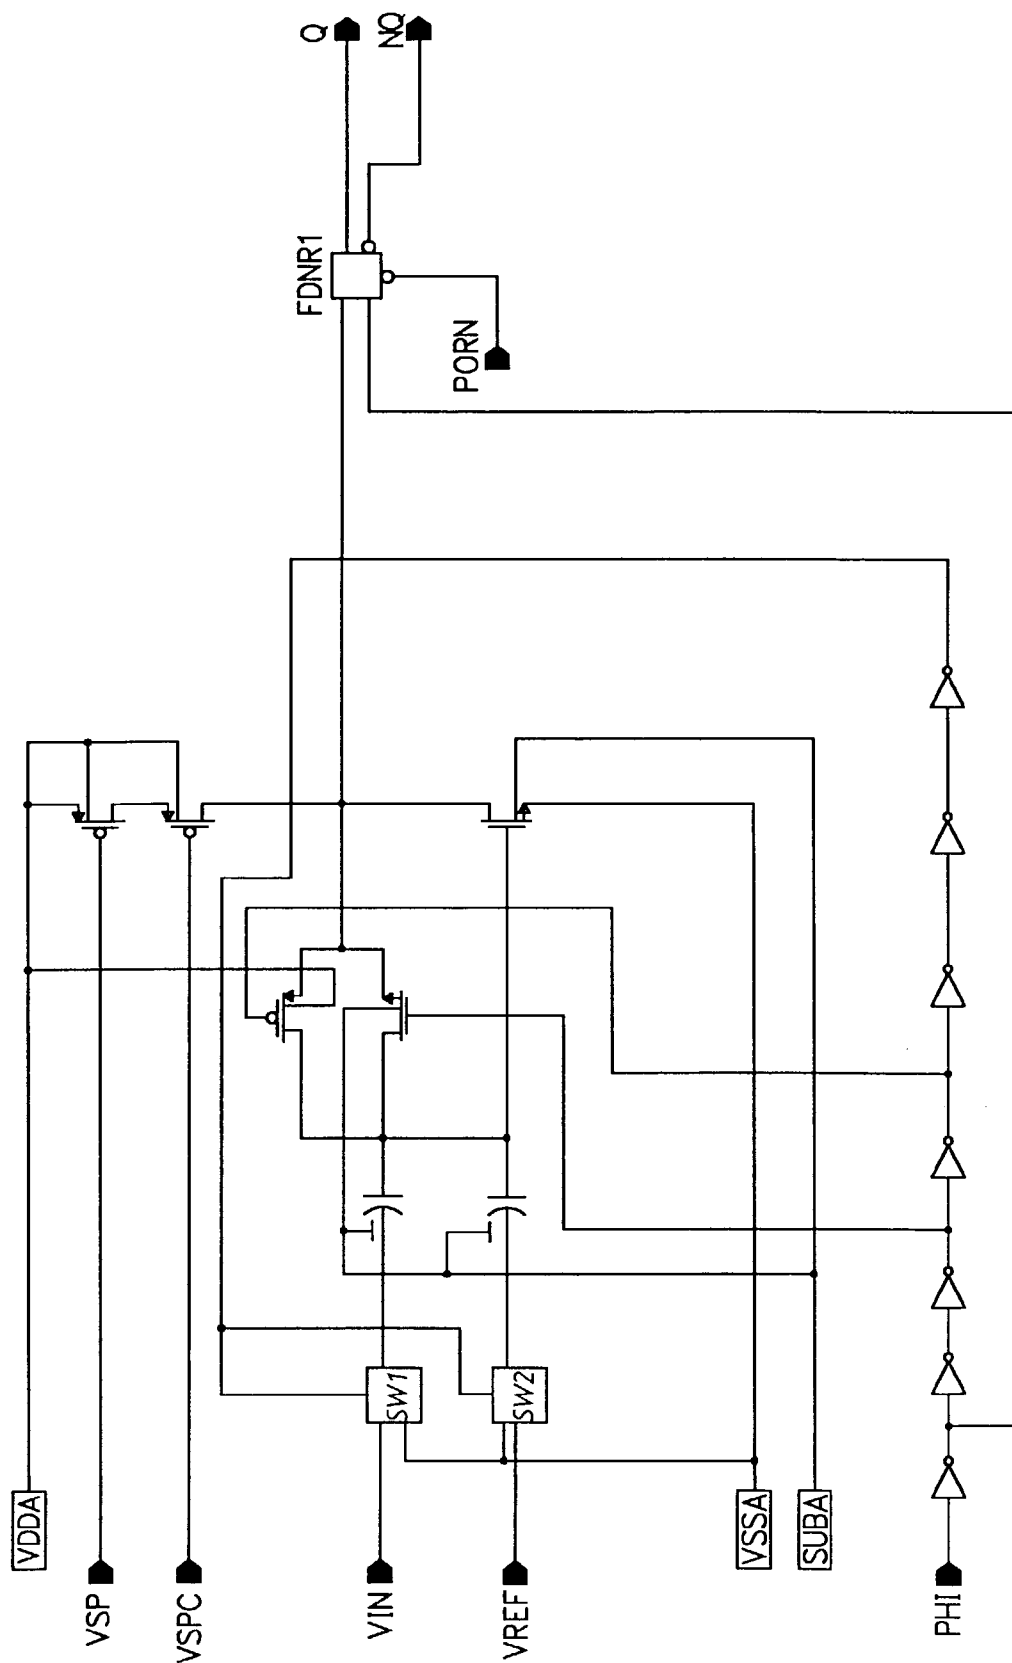 VDDA
VSP
VSPC
VIN
VREF
VSSA
SUBA
PHI
SW1
SW2
PORN
FDNR1
Q
NQ